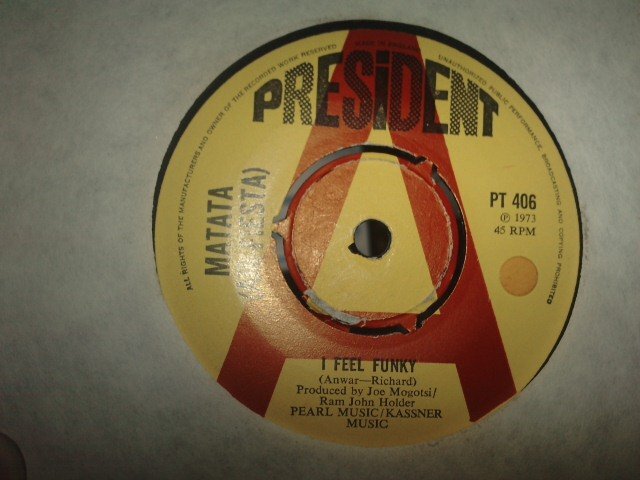 ALL RIGHTS OF THE MANUFACTURERS AND OWNER OF THE RECORDED WORK RESERVED
MADE IN ENGLAND
UNAUTHORIZED PUBLIC PERFORMANCE, BROADCASTING AND COPYING PROHIBITED
PRESiDENT
A
MATATA
PT 406
℗ 1973
45 RPM
I FEEL FUNKY
(Anwar—Richard)
Produced by Joe Mogotsi/
Ram John Holder
PEARL MUSIC/KASSNER
MUSIC